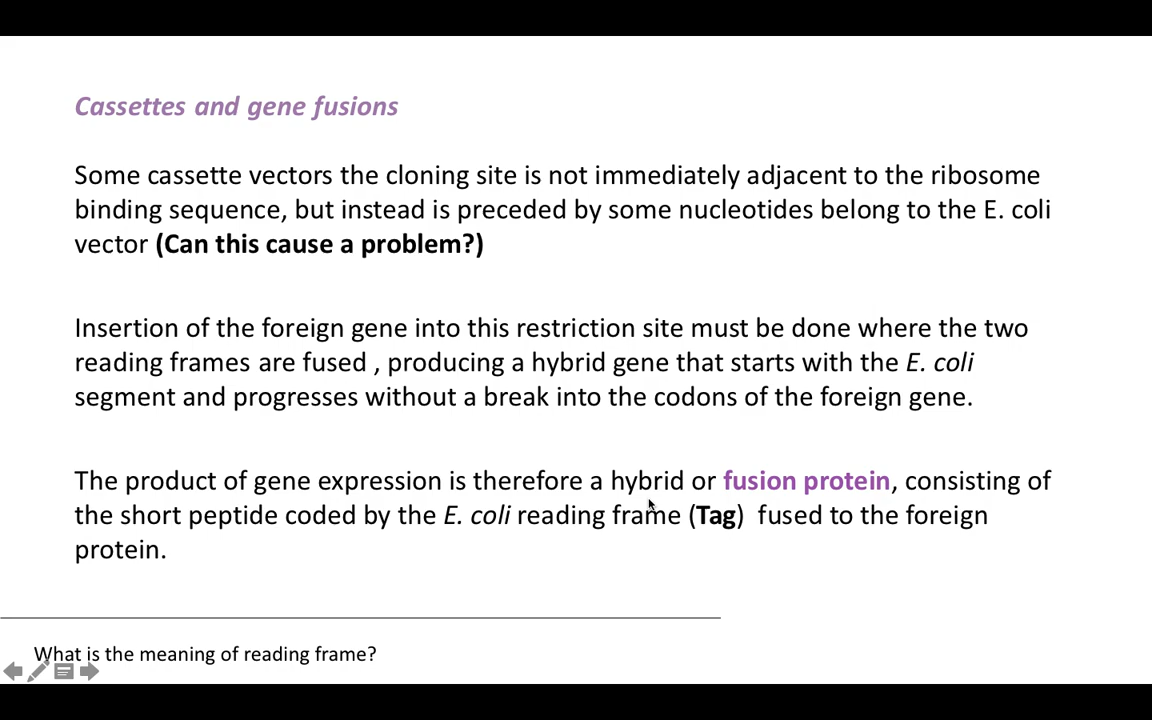 Cassettes and gene fusions
Some cassette vectors the cloning site is not immediately adjacent to the ribosome
binding sequence, but instead is preceded by some nucleotides belong to the E. coli
vector (Can this cause a problem?)
Insertion of the foreign gene into this restriction site must be done where the two
reading frames are fused , producing a hybrid gene that starts with the E. coli
segment and progresses without a break into the codons of the foreign gene.
The product of gene expression is therefore a hybrid or fusion protein, consisting of
the short peptide coded by the E. coli reading frame (Tag) fused to the foreign
protein.
What is the meaning of reading frame?